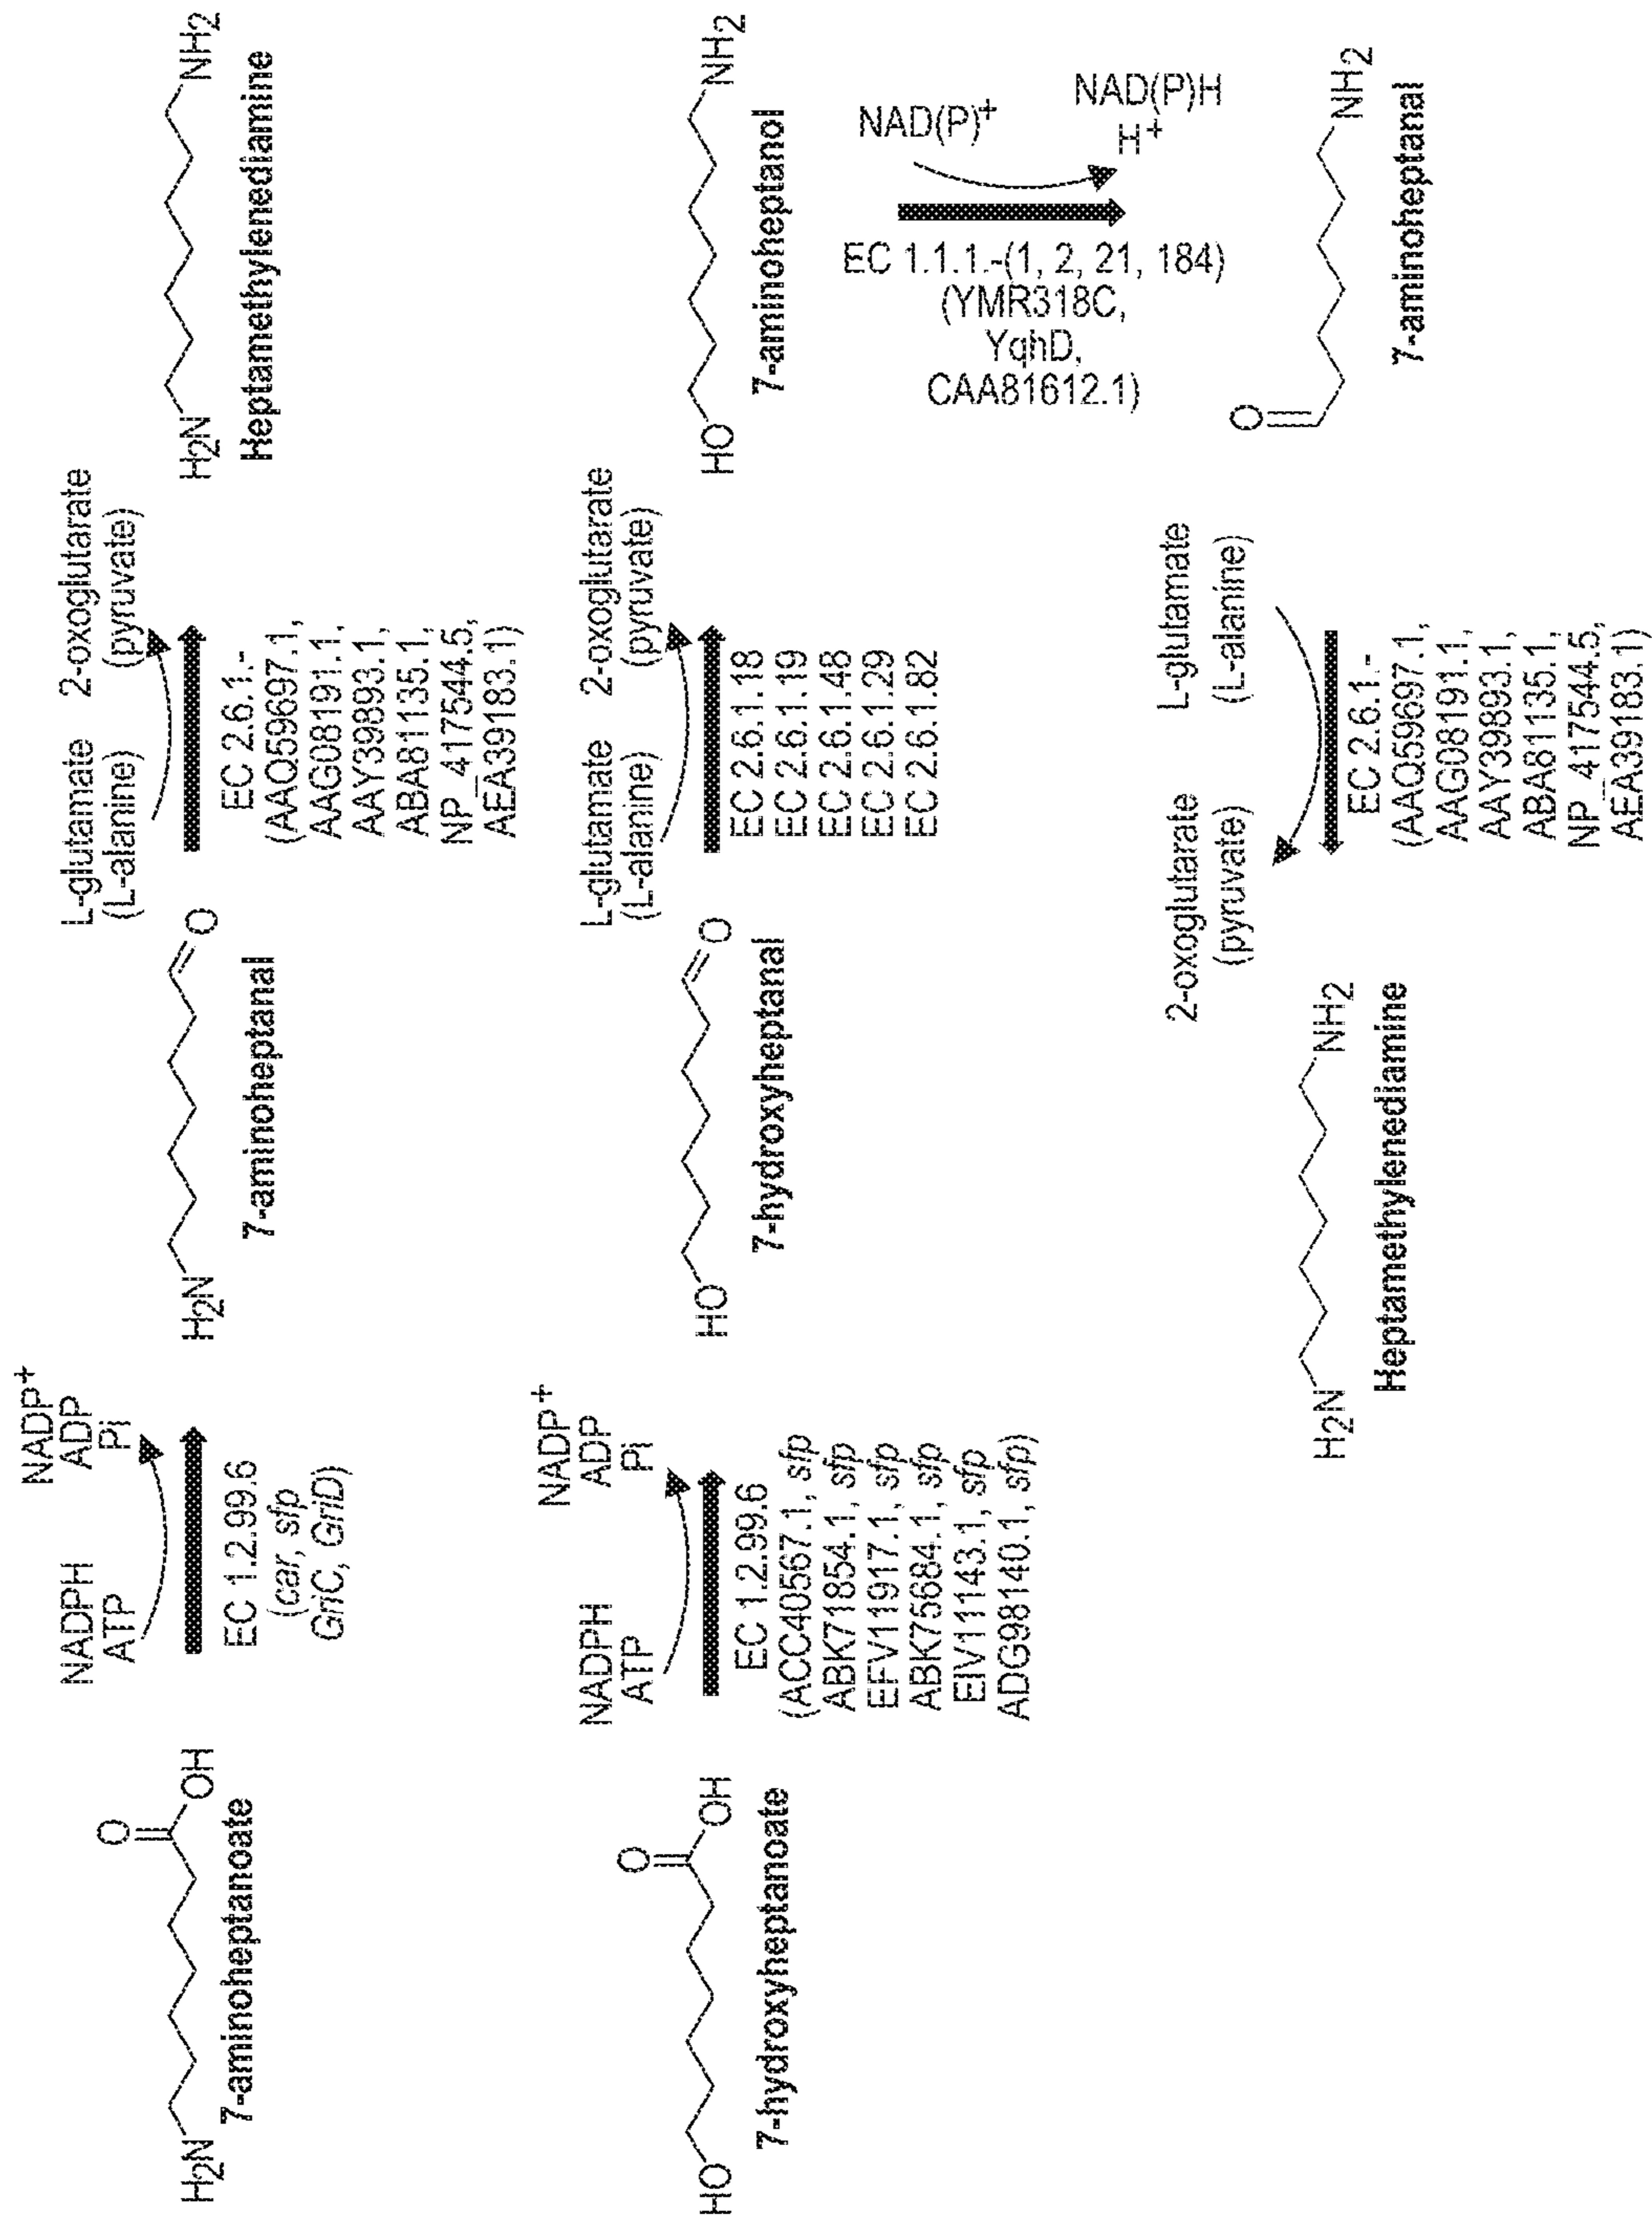 H2N
O
OH
7-aminoheptanoate
NADPH
ATP
NADP+
ADP
Pi
EC 1.2.99.6
(car, sfp
GriC, GriD)
H2N
O
7-aminoheptanal
L-glutamate
(L-alanine)
2-oxoglutarate
(pyruvate)
EC 2.6.1.-
(AAQ59697.1,
AAG08191.1,
AAY39893.1,
ABA81135.1,
NP_417544.5,
AEA39183.1)
H2N
NH2
Heptamethylenediamine
HO
O
OH
7-hydroxyheptanoate
NADPH
ATP
NADP+
ADP
Pi
EC 1.2.99.6
(ACC40567.1, sfp
ABK71854.1, sfp
EFV11917.1, sfp
ABK75684.1, sfp
EIV11143.1, sfp
ADG98140.1, sfp)
HO
O
7-hydroxyheptanal
L-glutamate
(L-alanine)
2-oxoglutarate
(pyruvate)
EC 2.6.1.18
EC 2.6.1.19
EC 2.6.1.48
EC 2.6.1.29
EC 2.6.1.82
HO
NH2
7-aminoheptanol
NAD(P)+
NAD(P)H
H+
EC 1.1.1.-(1, 2, 21, 184)
(YMR318C,
YqhD,
CAA81612.1)
O
NH2
7-aminoheptanal
L-glutamate
(L-alanine)
2-oxoglutarate
(pyruvate)
EC 2.6.1.-
(AAQ59697.1,
AAG08191.1,
AAY39893.1,
ABA81135.1,
NP_417544.5,
AEA39183.1)
H2N
NH2
Heptamethylenediamine